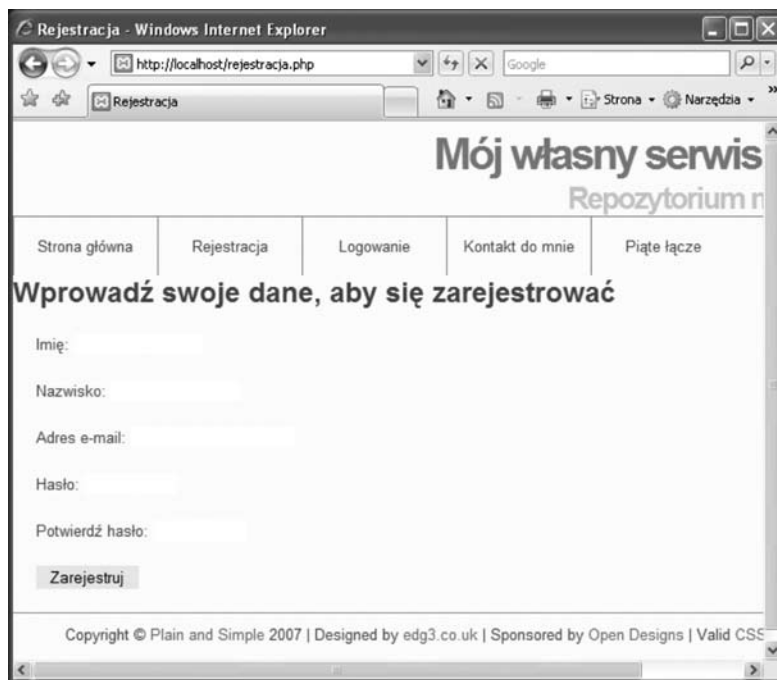 Rejestracja - Windows Internet Explorer
http://localhost/rejestracja.php
Google
Rejestracja
Strona
Narzędzia
»
Mój własny serwis
Repozytorium
Strona główna
Rejestracja
Logowanie
Kontakt do mnie
Piąte łącze
Wprowadź swoje dane, aby się zarejestrować
Imię:
Nazwisko:
Adres e-mail:
Hasło:
Potwierdź hasło:
Zarejestruj
Copyright © Plain and Simple 2007 | Designed by edg3.co.uk | Sponsored by Open Designs | Valid CSS